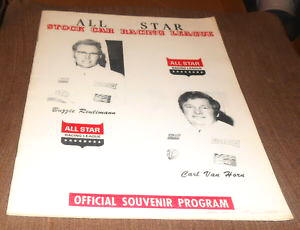 ALL STAR
STOCK CAR RACING LEAGUE
Buzzie Reutimann
ALL STAR
RACING LEAGUE
ALL STAR
RACING LEAGUE
Carl Van Horn
OFFICIAL SOUVENIR PROGRAM